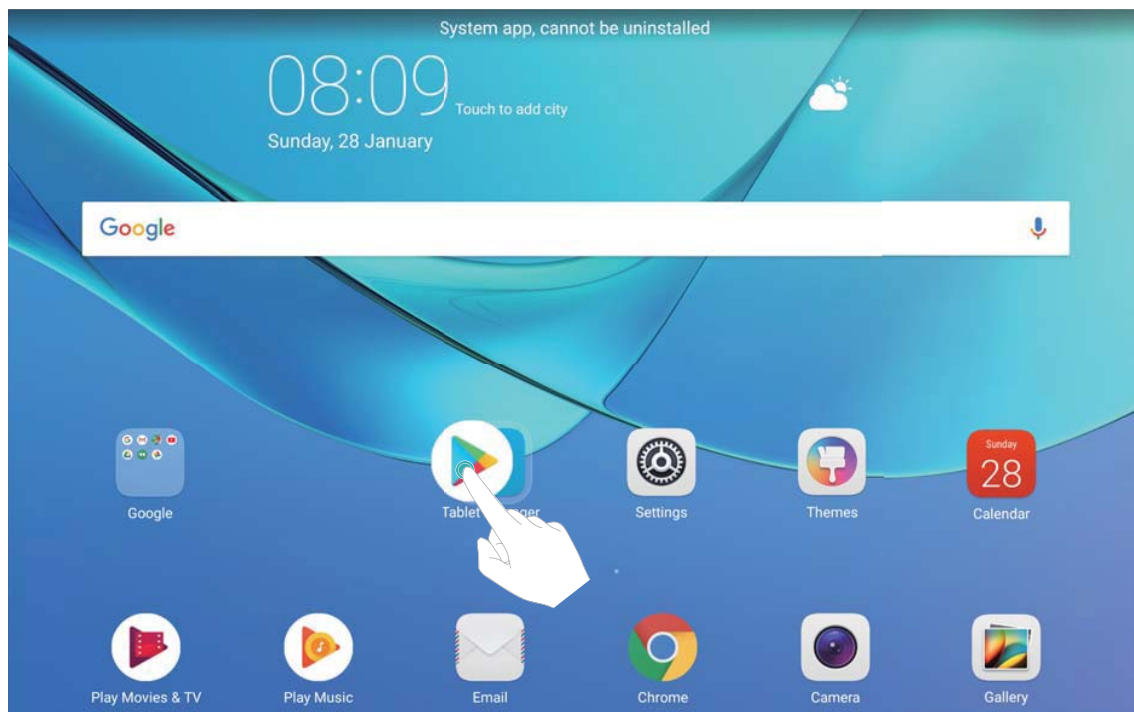 System app, cannot be uninstalled
08:09
Touch to add city
Sunday, 28 January
Google
Google
Tablet
Settings
Themes
Sunday
28
Calendar
Play Movies & TV
Play Music
Email
Chrome
Camera
Gallery